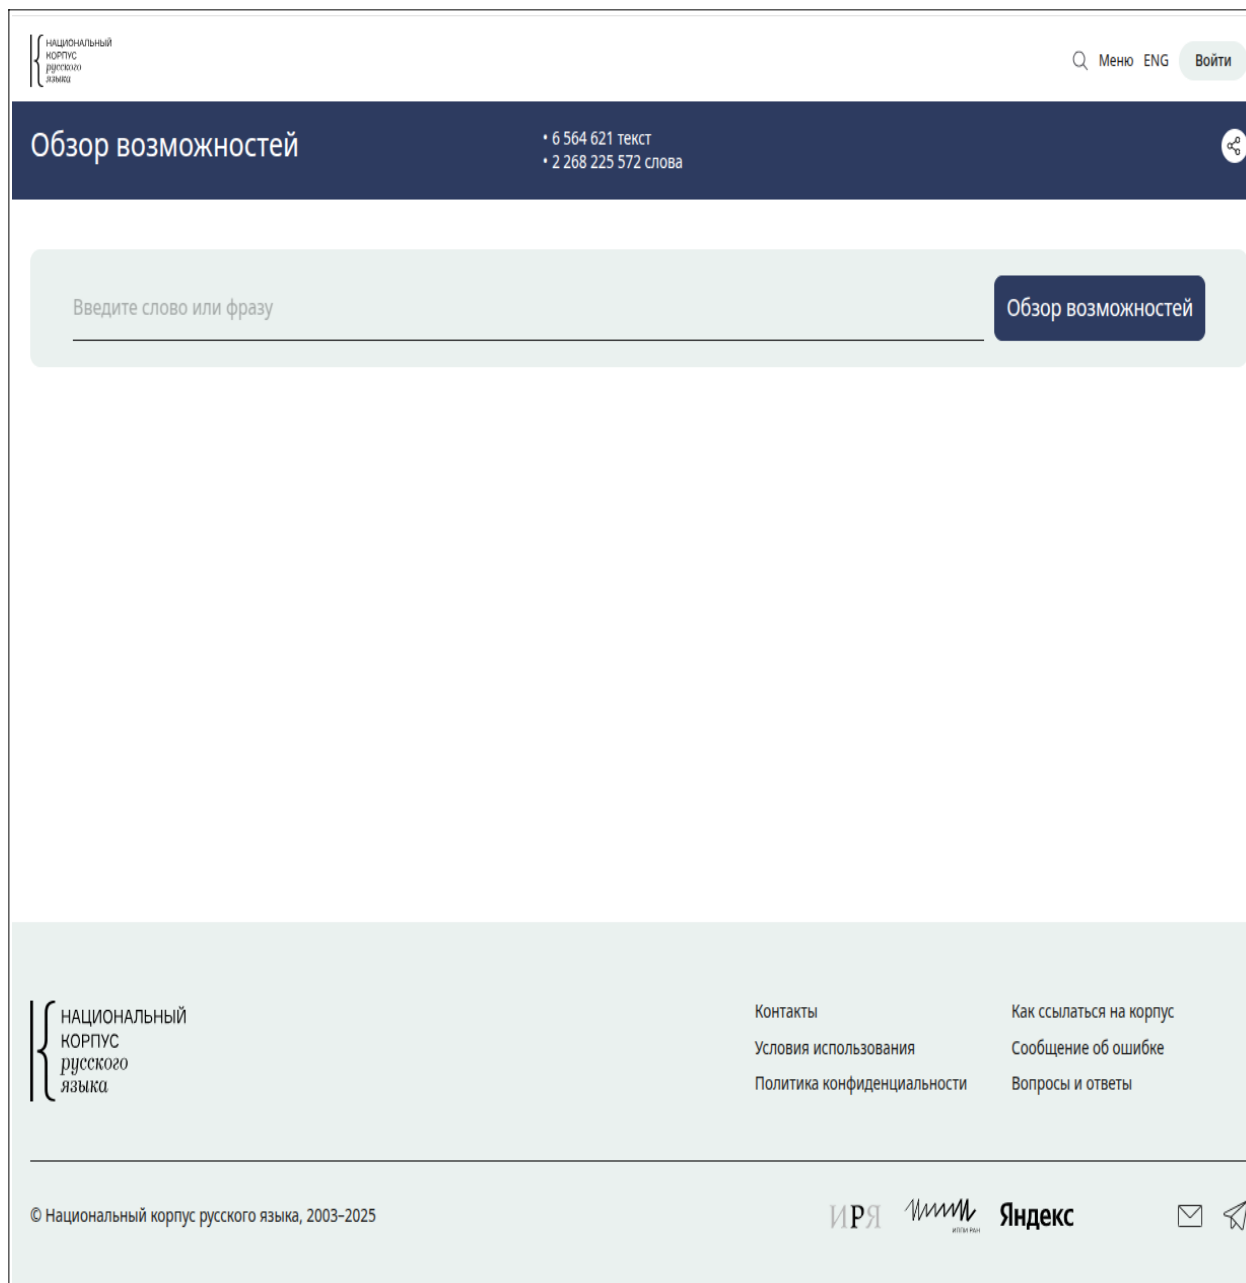 НАЦИОНАЛЬНЫЙ
КОРПУС
русского
языка
Меню ENG Войти
Обзор возможностей
• 6 564 621 текст
• 2 268 225 572 слова
Введите слово или фразу
Обзор возможностей
НАЦИОНАЛЬНЫЙ
КОРПУС
русского
языка
Контакты
Условия использования
Политика конфиденциальности
Как ссылаться на корпус
Сообщение об ошибке
Вопросы и ответы
© Национальный корпус русского языка, 2003–2025
ИРЯ
ИППИ РАН
Яндекс